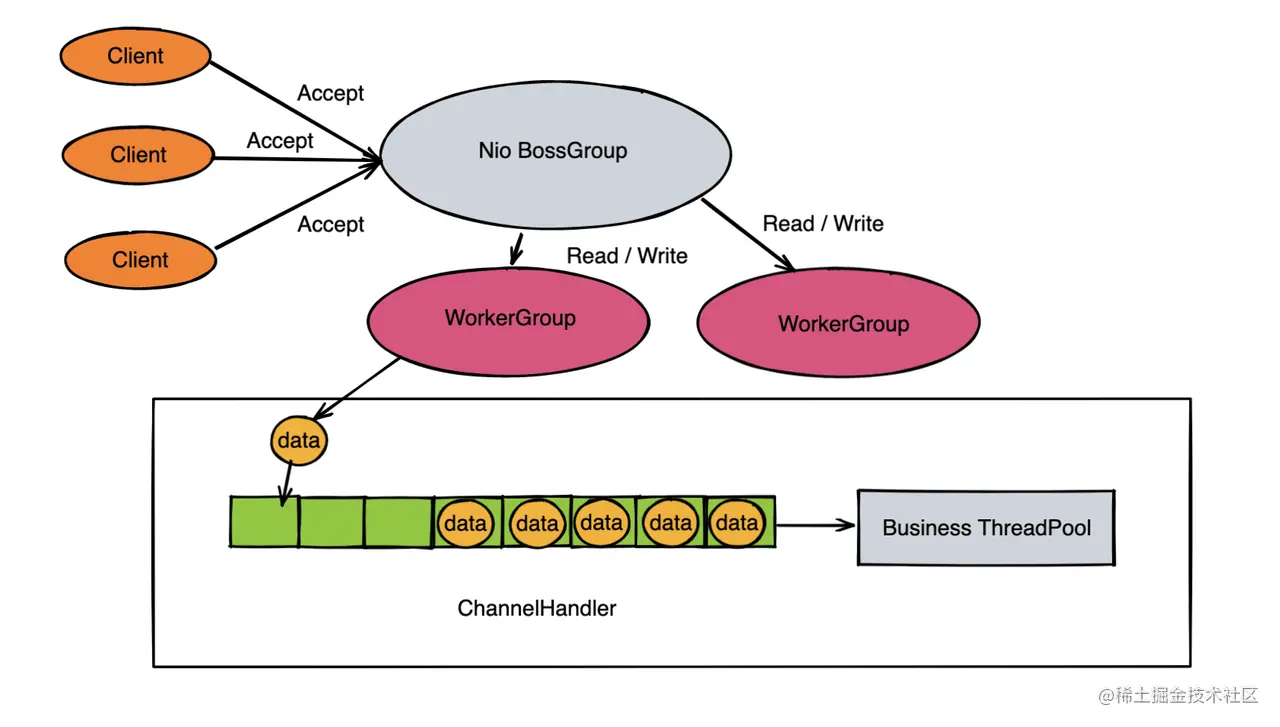 Client
Accept
Client
Accept
Nio BossGroup
Client
Accept
Read / Write
Read / Write
WorkerGroup
WorkerGroup
data
data
data
data
data
data
Business ThreadPool
ChannelHandler
@稀土掘金技术社区